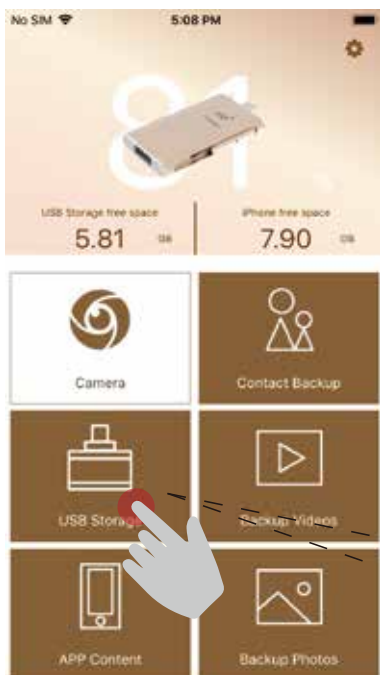 No SIM 5:08 PM
81
USB Storage free space iPhone free space
5.81 GB 7.90 GB
Camera Contact Backup
USB Storage Backup Videos
APP Content Backup Photos